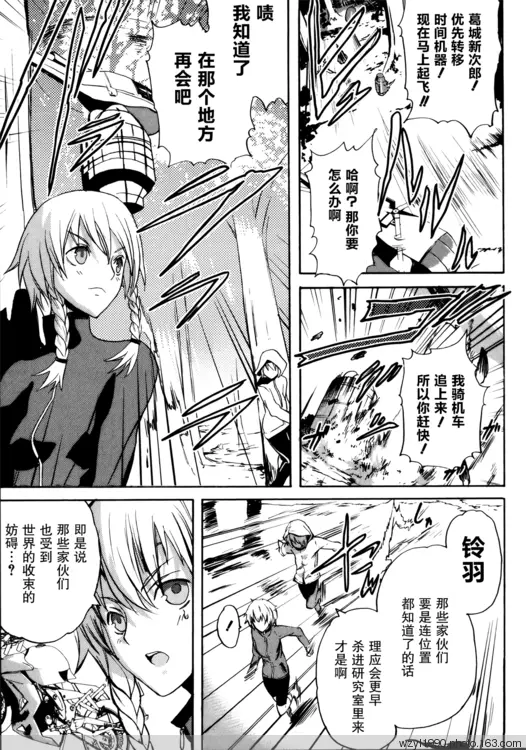 葛城新次郎！
优先转移
时间机器！
现在马上起飞！！
哈啊？那你要
怎么办啊
啧
我知道了
在那个地方
再会吧
我骑机车
追上来！
所以你赶快！
铃羽
那些家伙们
要是连位置
都知道了的话
理应会更早
杀进研究室里来
才是啊
！
即是说
那些家伙们
也受到
世界的收束的
妨碍…？
wzyl1990.photo.163.com